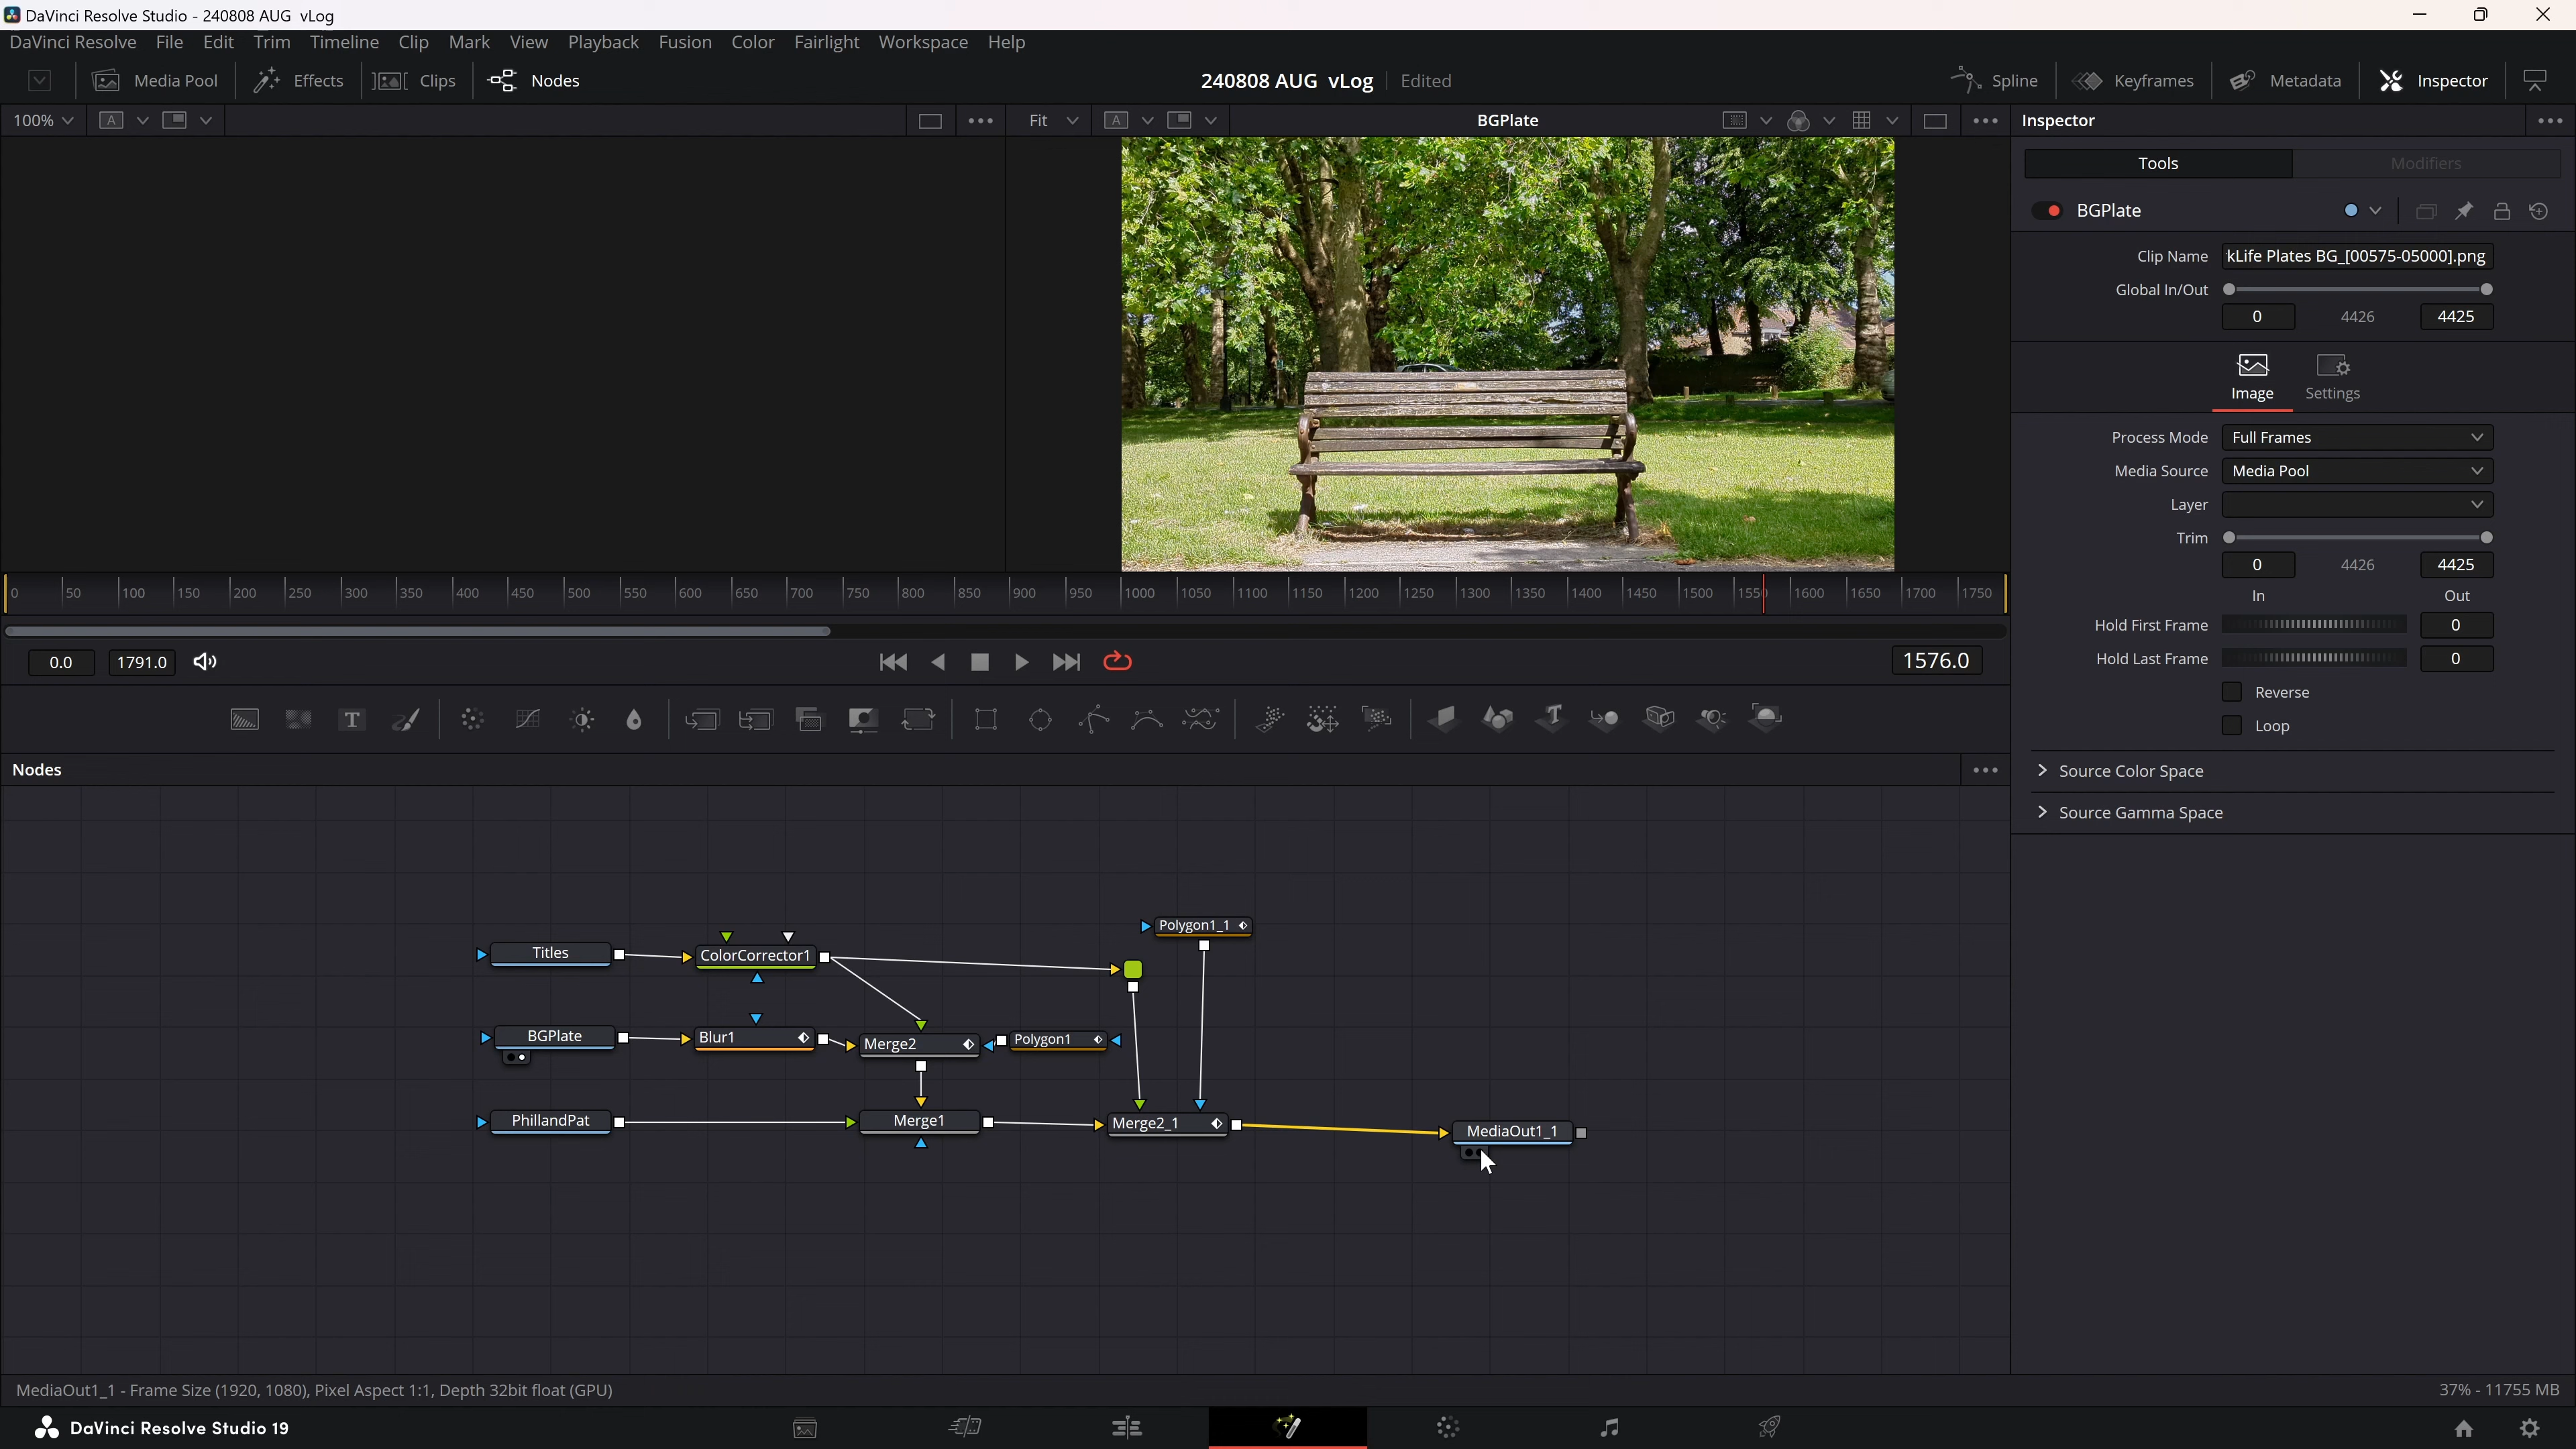 DaVinci Resolve Studio - 240808 AUG vLog
DaVinci Resolve File Edit Trim Timeline Clip Mark View Playback Fusion Color Fairlight Workspace Help
Media Pool Effects Clips Nodes 240808 AUG vLog Edited Spline Keyframes Metadata Inspector
100% A Fit A BGPlate Inspector
Tools Modifiers
BGPlate
Clip Name kLife Plates BG_[00575-05000].png
Global In/Out
0 4426 4425
Image Settings
Process Mode Full Frames
Media Source Media Pool
Layer
Trim
0 4426 4425
In Out
Hold First Frame 0
Hold Last Frame 0
Reverse
Loop
Source Color Space
Source Gamma Space
0 50 100 150 200 250 300 350 400 450 500 550 600 650 700 750 800 850 900 950 1000 1050 1100 1150 1200 1250 1300 1350 1400 1450 1500 1550 1600 1650 1700 1750
0.0 1791.0 1576.0
T T
Nodes
Polygon1_1
Titles ColorCorrector1
BGPlate Blur1 Merge2 Polygon1
PhillandPat Merge1 Merge2_1 MediaOut1_1
MediaOut1_1 - Frame Size (1920, 1080), Pixel Aspect 1:1, Depth 32bit float (GPU) 37% - 11755 MB
DaVinci Resolve Studio 19